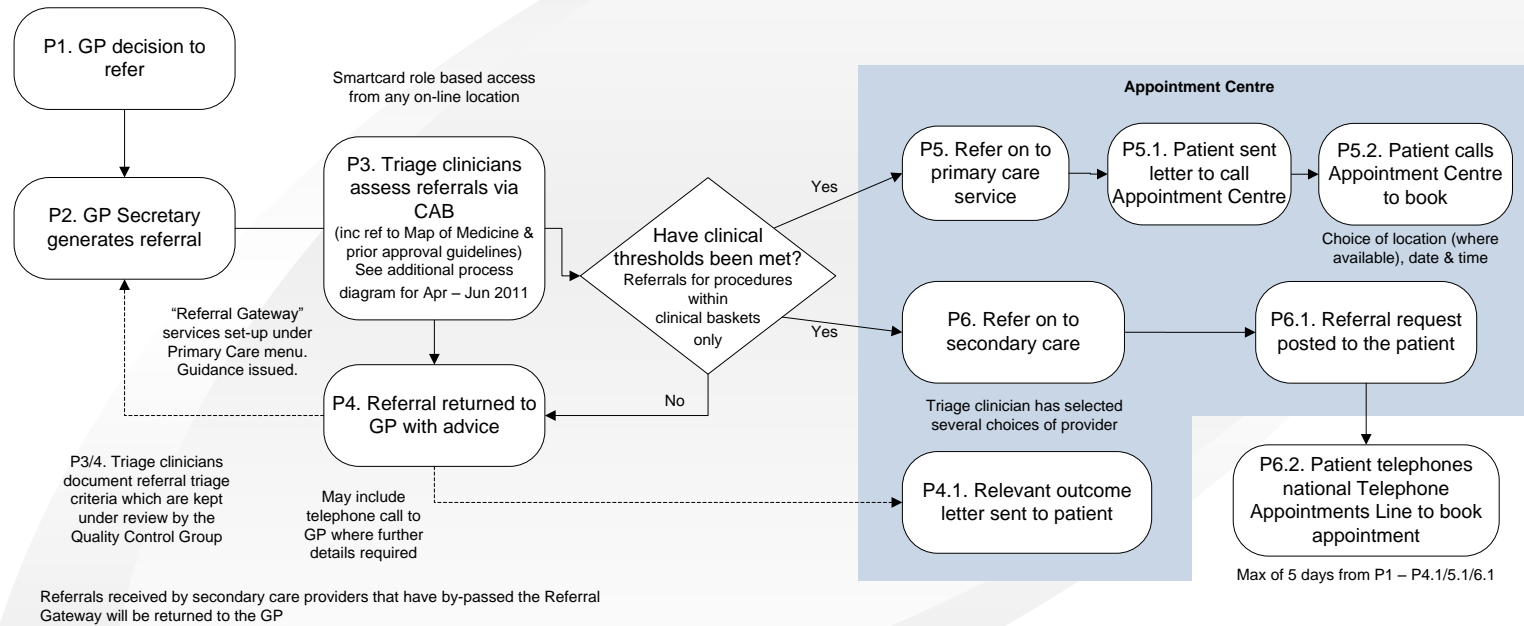 P1. GP decision to
refer
Smartcard role based access
from any on-line location
P2. GP Secretary
generates referral
P3. Triage clinicians
assess referrals via
CAB
(inc ref to Map of Medicine &
prior approval guidelines)
See additional process
diagram for Apr – Jun 2011
“Referral Gateway”
services set-up under
Primary Care menu.
Guidance issued.
P4. Referral returned to
GP with advice
P3/4. Triage clinicians
document referral triage
criteria which are kept
under review by the
Quality Control Group
May include
telephone call to
GP where further
details required
Have clinical
thresholds been met?
Referrals for procedures
within
clinical baskets
only
Yes
Yes
No
Appointment Centre
P5. Refer on to
primary care
service
P5.1. Patient sent
letter to call
Appointment Centre
P5.2. Patient calls
Appointment Centre
to book
Choice of location (where
available), date & time
P6. Refer on to
secondary care
Triage clinician has selected
several choices of provider
P6.1. Referral request
posted to the patient
P4.1. Relevant outcome
letter sent to patient
P6.2. Patient telephones
national Telephone
Appointments Line to book
appointment
Max of 5 days from P1 – P4.1/5.1/6.1
Referrals received by secondary care providers that have by-passed the Referral
Gateway will be returned to the GP